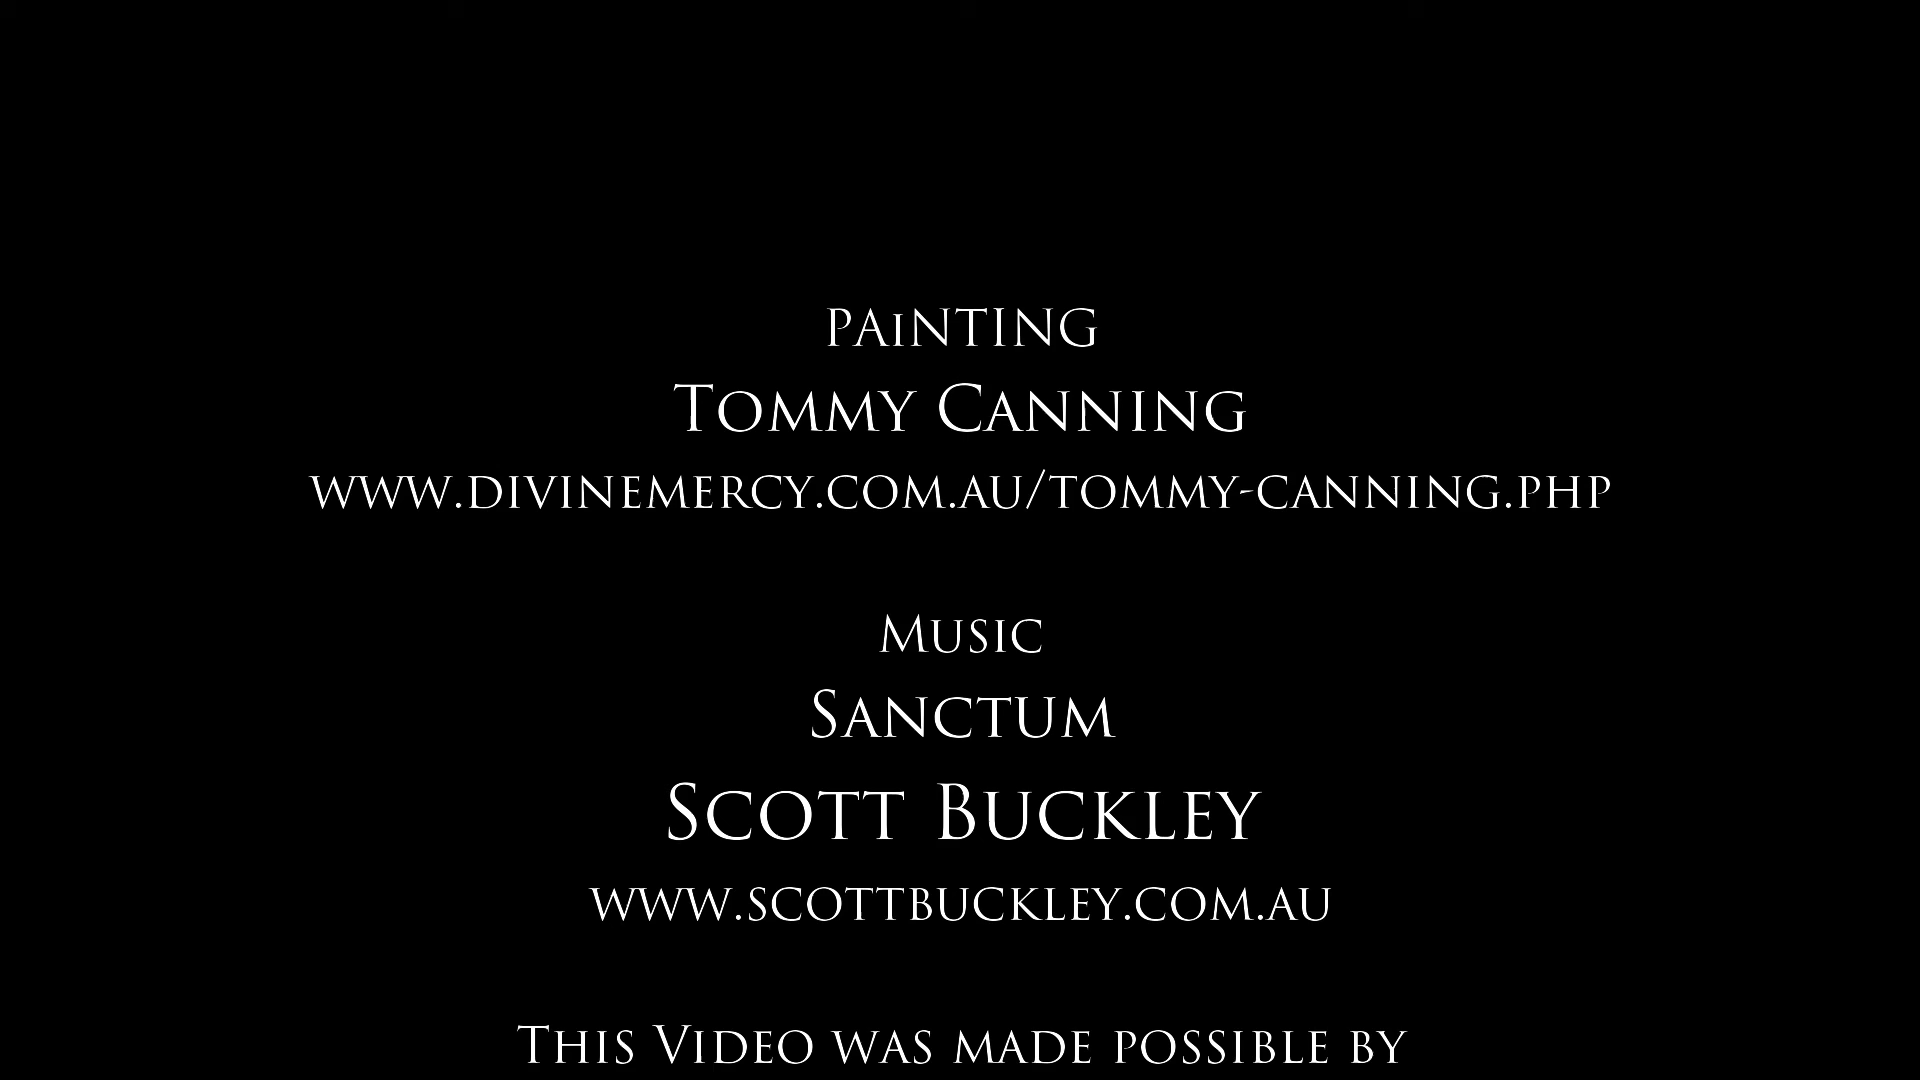 PAiNTING
Tommy Canning
www.divinemercy.com.au/tommy-canning.php
Music
Sanctum
Scott Buckley
www.scottbuckley.com.au
This Video was made possible by